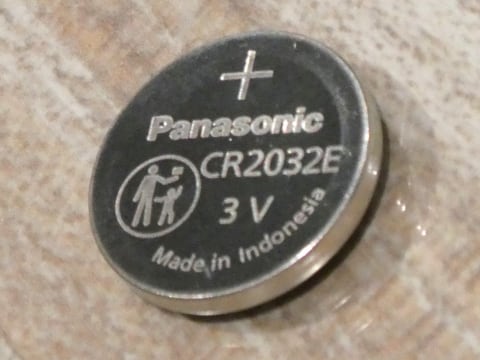 +
Panasonic
CR2032E
3 V
Made in Indonesia